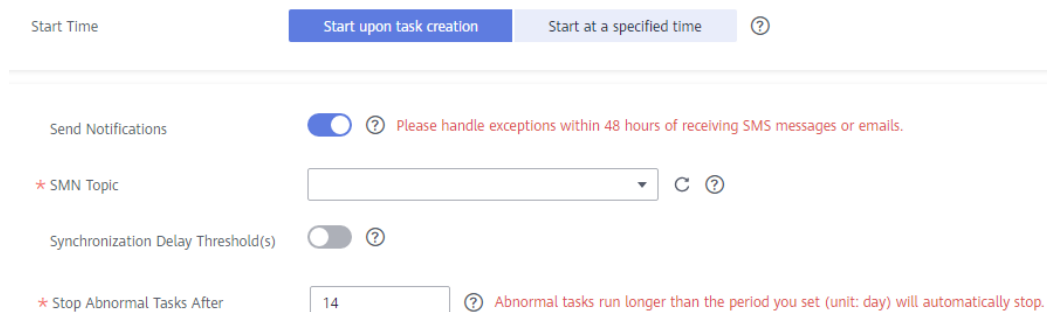 Start Time Start upon task creation Start at a specified time ?
Send Notifications ? Please handle exceptions within 48 hours of receiving SMS messages or emails.
* SMN Topic ?
Synchronization Delay Threshold(s) ?
* Stop Abnormal Tasks After 14 ? Abnormal tasks run longer than the period you set (unit: day) will automatically stop.